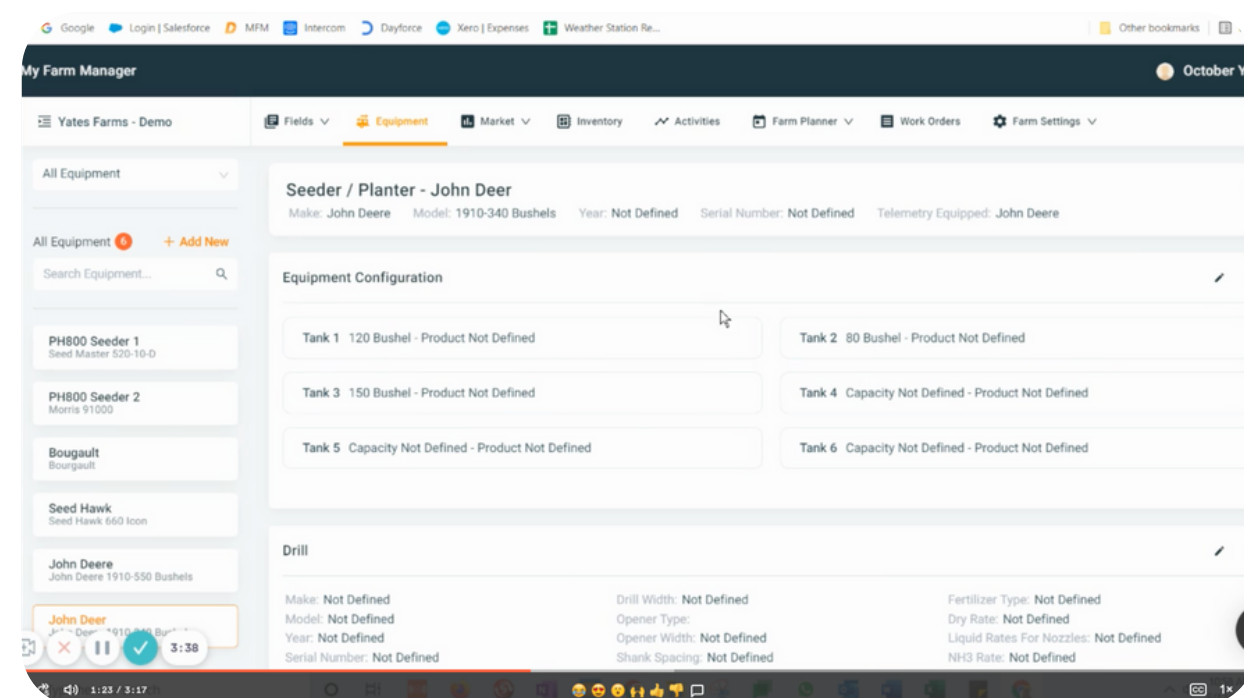 Google Login | Salesforce MFM Intercom Dayforce Xero | Expenses Weather Station Re... Other bookmarks
My Farm Manager October Y
Yates Farms - Demo Fields Equipment Market Inventory Activities Farm Planner Work Orders Farm Settings
All Equipment
Seeder / Planter - John Deer
Make: John Deere Model: 1910-340 Bushels Year: Not Defined Serial Number: Not Defined Telemetry Equipped: John Deere
All Equipment 6 + Add New
Search Equipment...
Equipment Configuration
Tank 1 120 Bushel - Product Not Defined Tank 2 80 Bushel - Product Not Defined
PH800 Seeder 1
Seed Master 520-10-D
Tank 3 150 Bushel - Product Not Defined Tank 4 Capacity Not Defined - Product Not Defined
PH800 Seeder 2
Morris 91000
Tank 5 Capacity Not Defined - Product Not Defined Tank 6 Capacity Not Defined - Product Not Defined
Bougault
Bourgault
Seed Hawk
Seed Hawk 660 Icon
Drill
John Deere
John Deere 1910-550 Bushels
Make: Not Defined Drill Width: Not Defined Fertilizer Type: Not Defined
Model: Not Defined Opener Type: Dry Rate: Not Defined
John Deer
Year: Not Defined Opener Width: Not Defined Liquid Rates For Nozzles: Not Defined
Serial Number: Not Defined Shank Spacing: Not Defined NH3 Rate: Not Defined
3:38
1:23 / 3:17 CC 1×